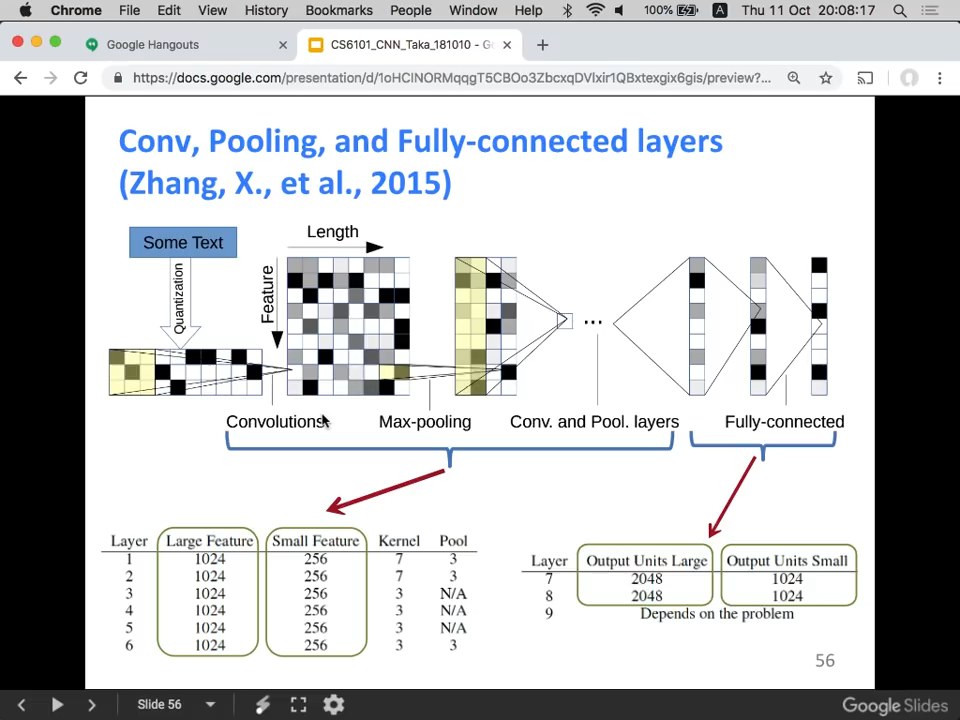 Chrome File Edit View History Bookmarks People Window Help 100% A Thu 11 Oct 20:08:17
Google Hangouts
CS6101_CNN_Taka_181010 - Go
https://docs.google.com/presentation/d/1oHClNORMqqgT5CBOo3ZbcxqDVlxir1QBxtexgix6gis/preview?...
Conv, Pooling, and Fully-connected layers
(Zhang, X., et al., 2015)
Some Text
Length
Quantization
Feature
...
Convolutions
Max-pooling
Conv. and Pool. layers
Fully-connected
Layer Large Feature Small Feature Kernel Pool
1 1024 256 7 3
2 1024 256 7 3
3 1024 256 3 N/A
4 1024 256 3 N/A
5 1024 256 3 N/A
6 1024 256 3 3
Layer Output Units Large Output Units Small
7 2048 1024
8 2048 1024
9 Depends on the problem
56
Slide 56
Google Slides